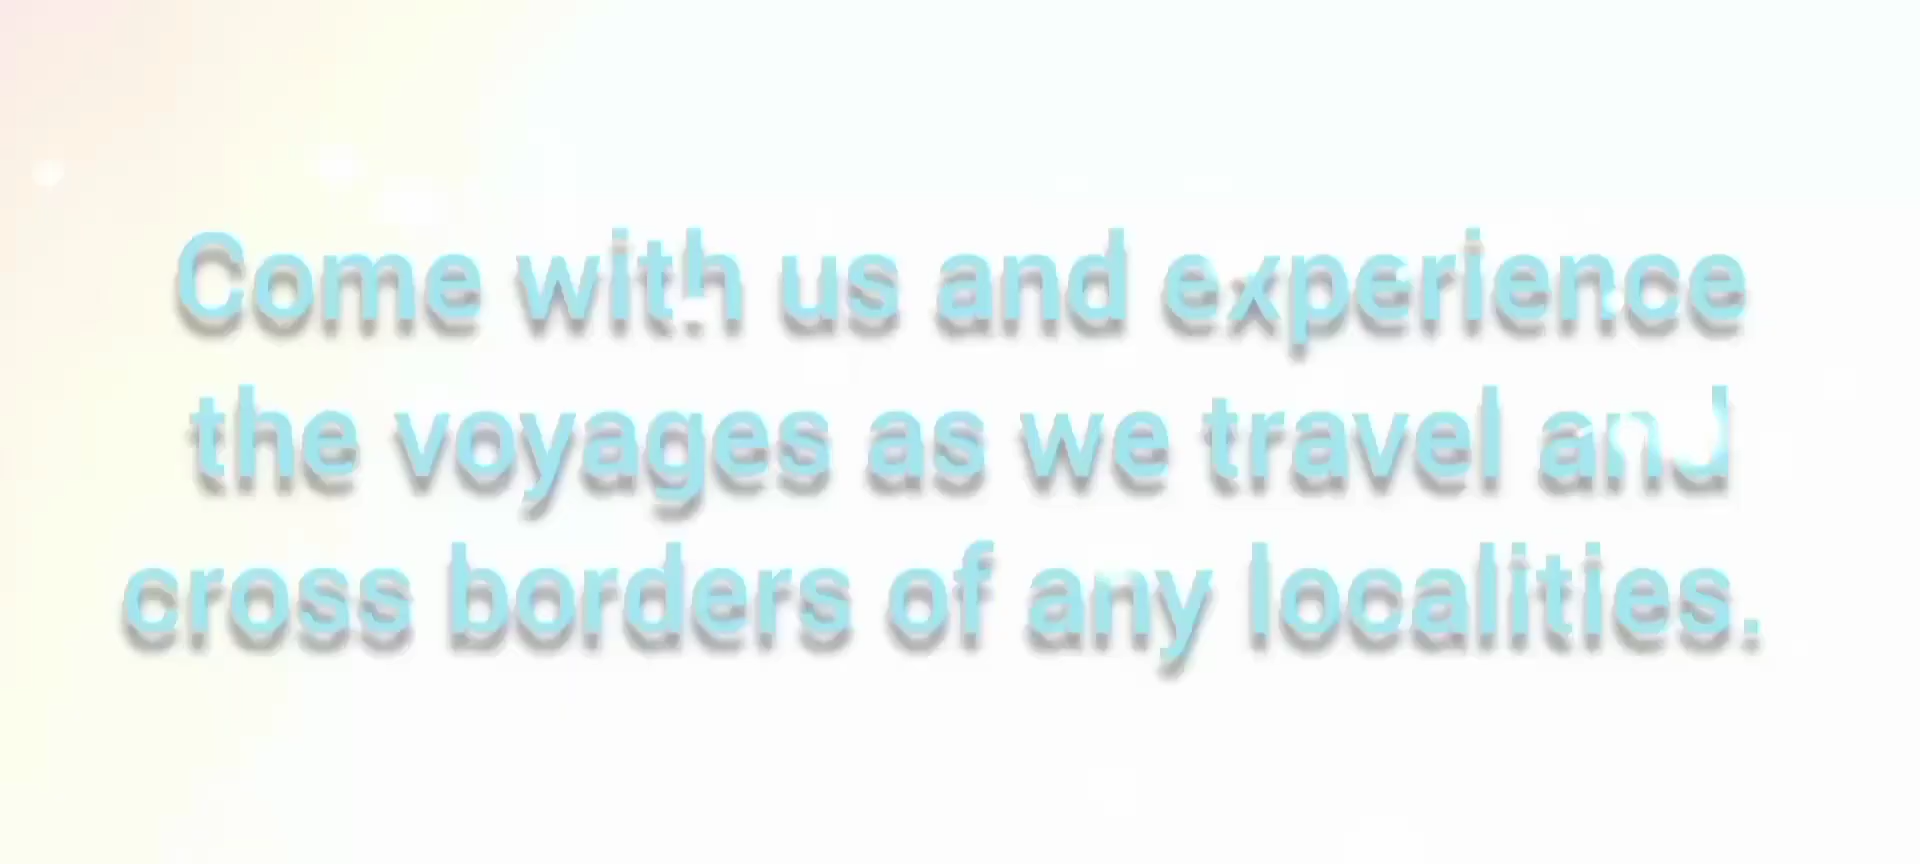 Come with us and experience
the voyages as we travel and
cross borders of any localities.